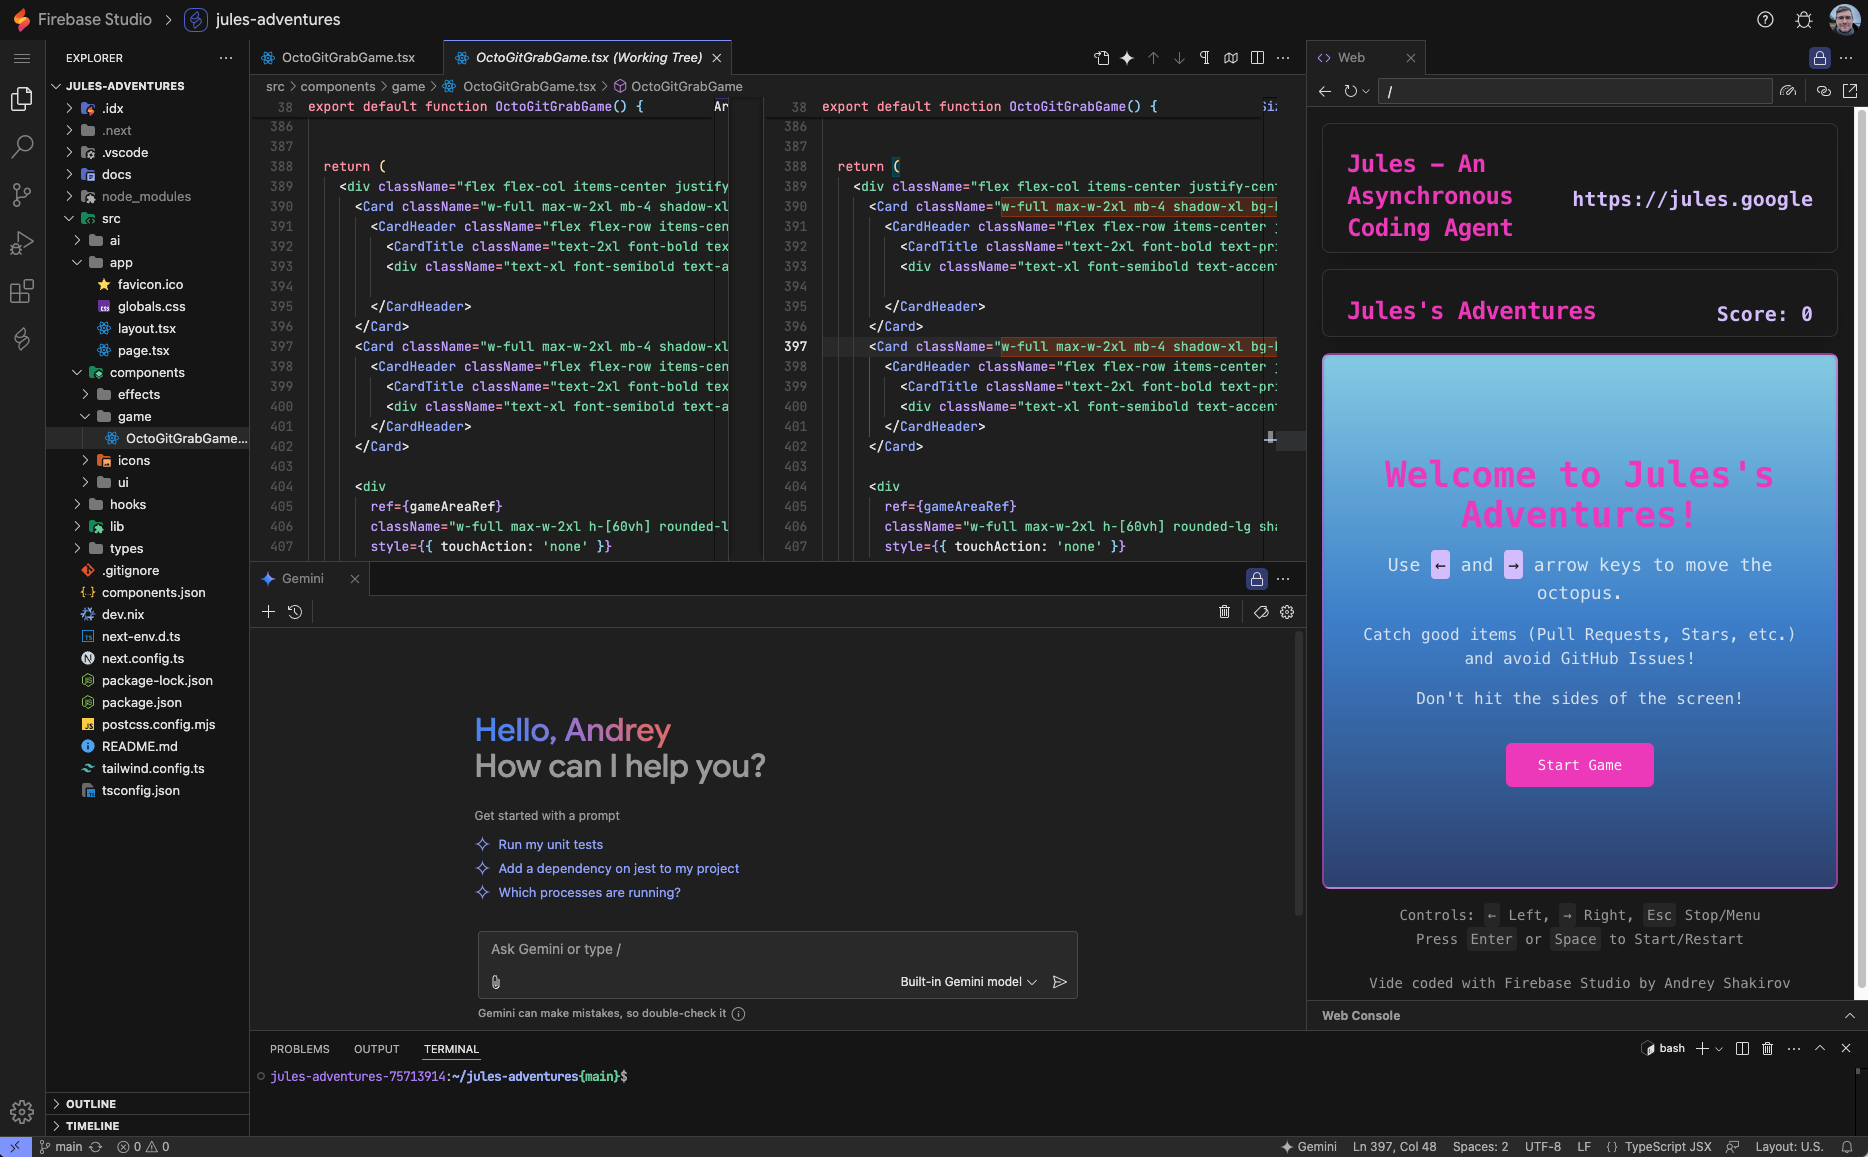 Firebase Studio > jules-adventures
EXPLORER
JULES-ADVENTURES
.idx
.next
.vscode
docs
node_modules
src
ai
app
favicon.ico
globals.css
layout.tsx
page.tsx
components
effects
game
OctoGitGrabGame...
icons
ui
hooks
lib
types
.gitignore
components.json
dev.nix
next-env.d.ts
next.config.ts
package-lock.json
package.json
postcss.config.mjs
README.md
tailwind.config.ts
tsconfig.json
OUTLINE
TIMELINE
OctoGitGrabGame.tsx
OctoGitGrabGame.tsx (Working Tree)
src > components > game > OctoGitGrabGame.tsx > OctoGitGrabGame
38 export default function OctoGitGrabGame() { Ar
386
387
388 return (
389 <div className="flex flex-col items-center justify
390 <Card className="w-full max-w-2xl mb-4 shadow-xl
391 <CardHeader className="flex flex-row items-cen
392 <CardTitle className="text-2xl font-bold tex
393 <div className="text-xl font-semibold text-a
394
395 </CardHeader>
396 </Card>
397 <Card className="w-full max-w-2xl mb-4 shadow-xl
398 <CardHeader className="flex flex-row items-cen
399 <CardTitle className="text-2xl font-bold tex
400 <div className="text-xl font-semibold text-a
401 </CardHeader>
402 </Card>
403
404 <div
405 ref={gameAreaRef}
406 className="w-full max-w-2xl h-[60vh] rounded-l
407 style={{ touchAction: 'none' }}
38 export default function OctoGitGrabGame() { Siz
386
387
388 return (
389 <div className="flex flex-col items-center justify-cent
390 <Card className="w-full max-w-2xl mb-4 shadow-xl bg-b
391 <CardHeader className="flex flex-row items-center j
392 <CardTitle className="text-2xl font-bold text-pri
393 <div className="text-xl font-semibold text-accent
394
395 </CardHeader>
396 </Card>
397 <Card className="w-full max-w-2xl mb-4 shadow-xl bg-b
398 <CardHeader className="flex flex-row items-center j
399 <CardTitle className="text-2xl font-bold text-pri
400 <div className="text-xl font-semibold text-accent
401 </CardHeader>
402 </Card>
403
404 <div
405 ref={gameAreaRef}
406 className="w-full max-w-2xl h-[60vh] rounded-lg sha
407 style={{ touchAction: 'none' }}
Gemini
Hello, Andrey
How can I help you?
Get started with a prompt
Run my unit tests
Add a dependency on jest to my project
Which processes are running?
Ask Gemini or type /
Built-in Gemini model
Gemini can make mistakes, so double-check it
PROBLEMS OUTPUT TERMINAL
bash
jules-adventures-75713914:~/jules-adventures{main}$
Web
/
Jules - An
Asynchronous
Coding Agent
https://jules.google
Jules's Adventures
Score: 0
Welcome to Jules's
Adventures!
Use ← and → arrow keys to move the
octopus.
Catch good items (Pull Requests, Stars, etc.)
and avoid GitHub Issues!
Don't hit the sides of the screen!
Start Game
Controls: ← Left, → Right, Esc Stop/Menu
Press Enter or Space to Start/Restart
Vide coded with Firebase Studio by Andrey Shakirov
Web Console
main 0 0
Gemini Ln 397, Col 48 Spaces: 2 UTF-8 LF {} TypeScript JSX Layout: U.S.